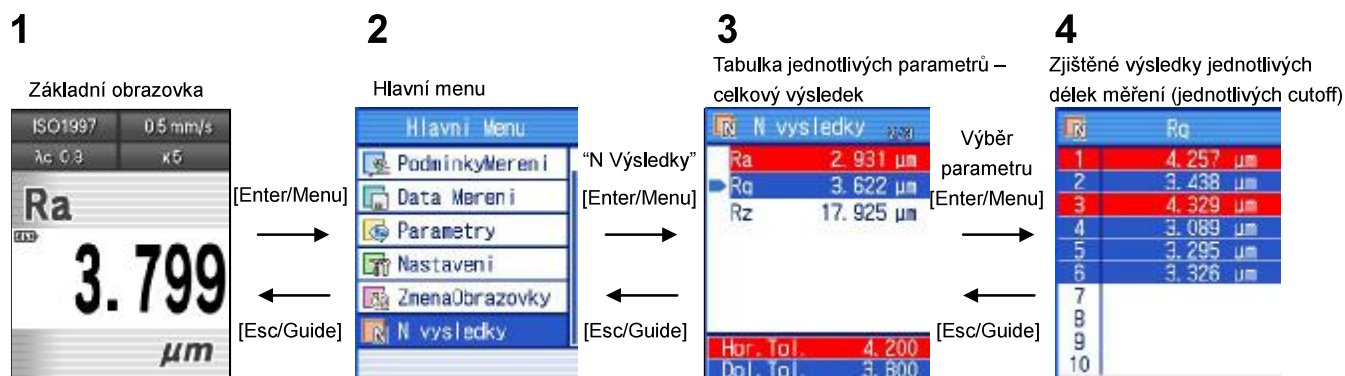 1
Základní obrazovka
ISO1997 0.5 mm/s
λc 0.8 x5
Ra
3.799
µm
[Enter/Menu]
[Esc/Guide]
2
Hlavní menu
Hlavni Menu
PodminkyMereni
Data Mereni
Parametry
Nastaveni
ZmenaObrazovky
N vysledky
“N Výsledky”
[Enter/Menu]
[Esc/Guide]
3
Tabulka jednotlivých parametrů –
celkový výsledek
N vysledky
Ra 2.931 µm
Rq 3.622 µm
Rz 17.925 µm
Hor.Tol. 4.200
Dol.Tol. 3.800
Výběr
parametru
[Enter/Menu]
[Esc/Guide]
4
Zjištěné výsledky jednotlivých
délek měření (jednotlivých cutoff)
Rq
1 4.257 µm
2 3.438 µm
3 4.329 µm
4 3.089 µm
5 3.295 µm
6 3.326 µm
7
8
9
10